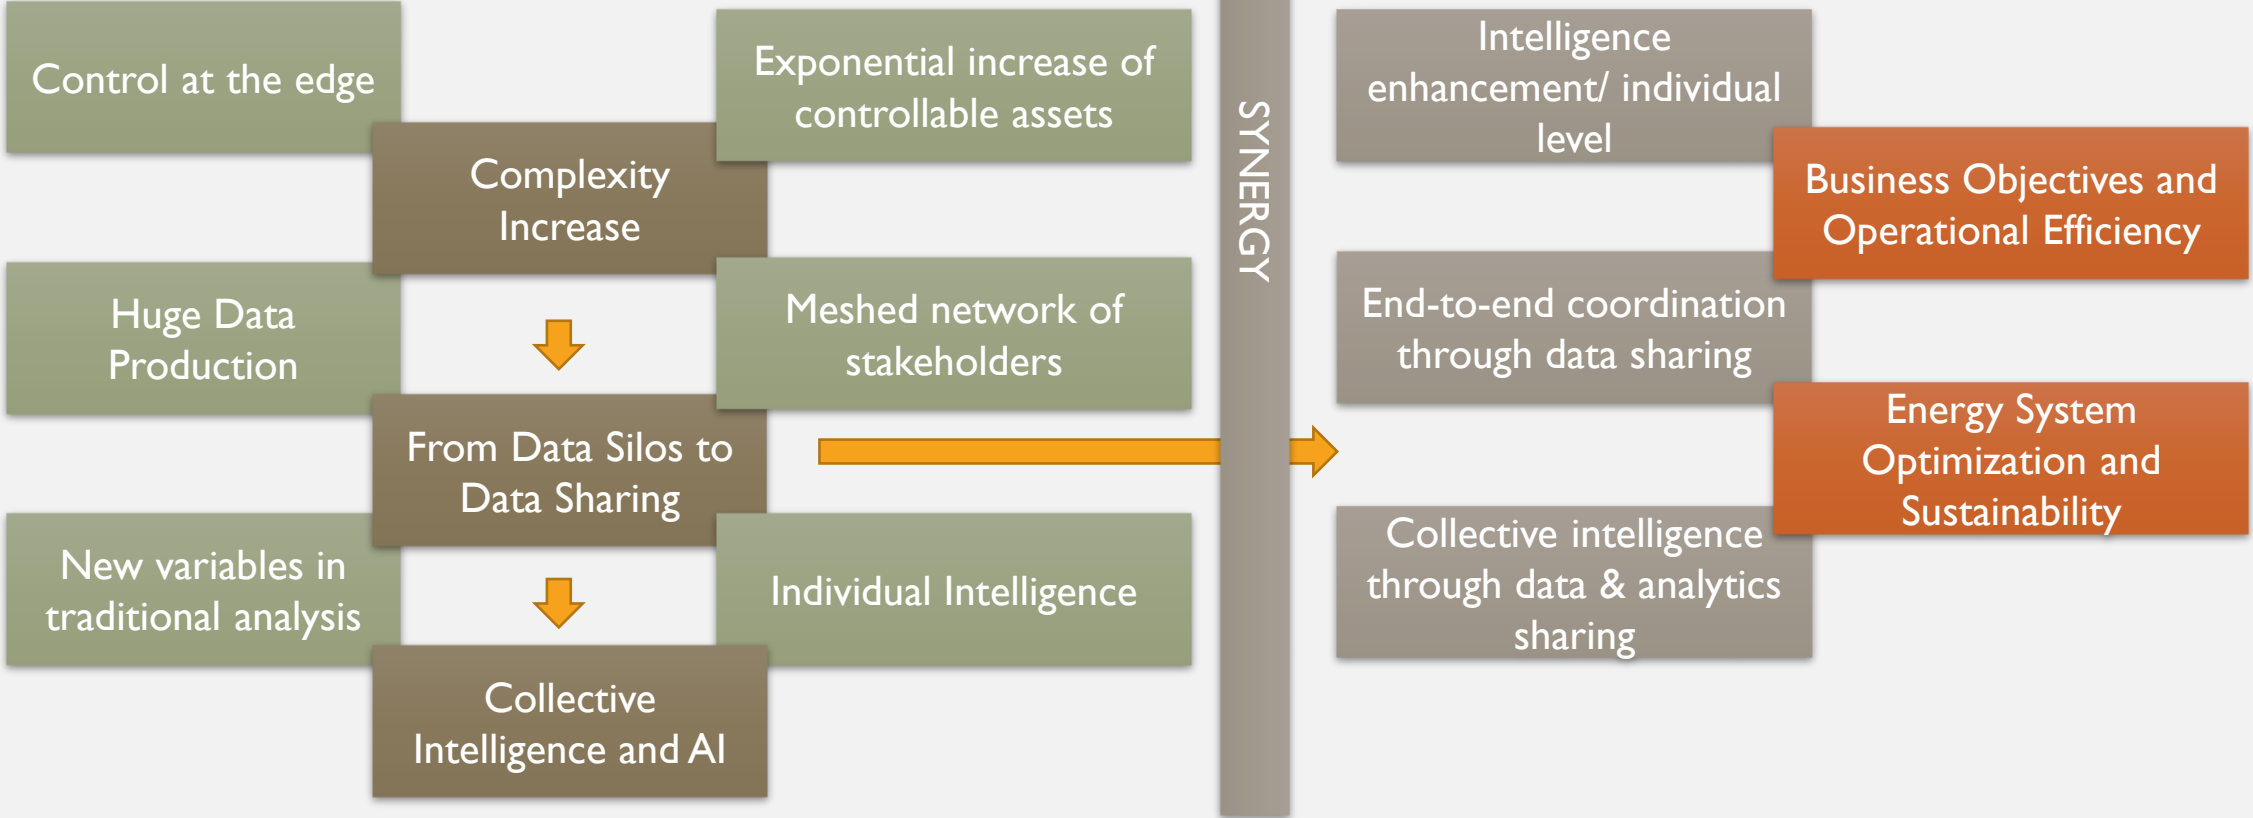 Control at the edge
Complexity
Increase
Exponential increase of
controllable assets
Huge Data
Production
Meshed network of
stakeholders
From Data Silos to
Data Sharing
New variables in
traditional analysis
Individual Intelligence
Collective
Intelligence and AI
SYNERGY
Intelligence
enhancement/ individual
level
Business Objectives and
Operational Efficiency
End-to-end coordination
through data sharing
Energy System
Optimization and
Sustainability
Collective intelligence
through data & analytics
sharing